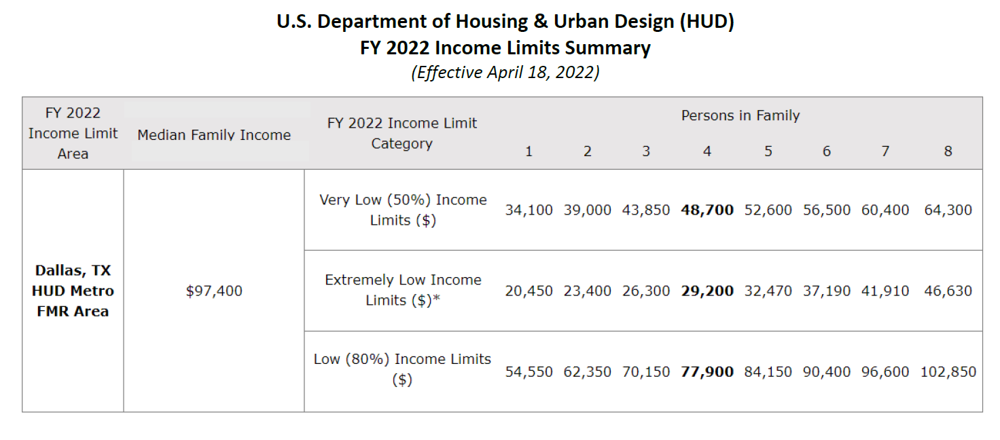 U.S. Department of Housing & Urban Design (HUD)
FY 2022 Income Limits Summary
(Effective April 18, 2022)
FY 2022
Income Limit
Area
Median Family Income
FY 2022 Income Limit
Category
Persons in Family
1 2 3 4 5 6 7 8
Dallas, TX
HUD Metro
FMR Area
$97,400
Very Low (50%) Income
Limits ($)
34,100 39,000 43,850 48,700 52,600 56,500 60,400 64,300
Extremely Low Income
Limits ($)*
20,450 23,400 26,300 29,200 32,470 37,190 41,910 46,630
Low (80%) Income Limits
($)
54,550 62,350 70,150 77,900 84,150 90,400 96,600 102,850